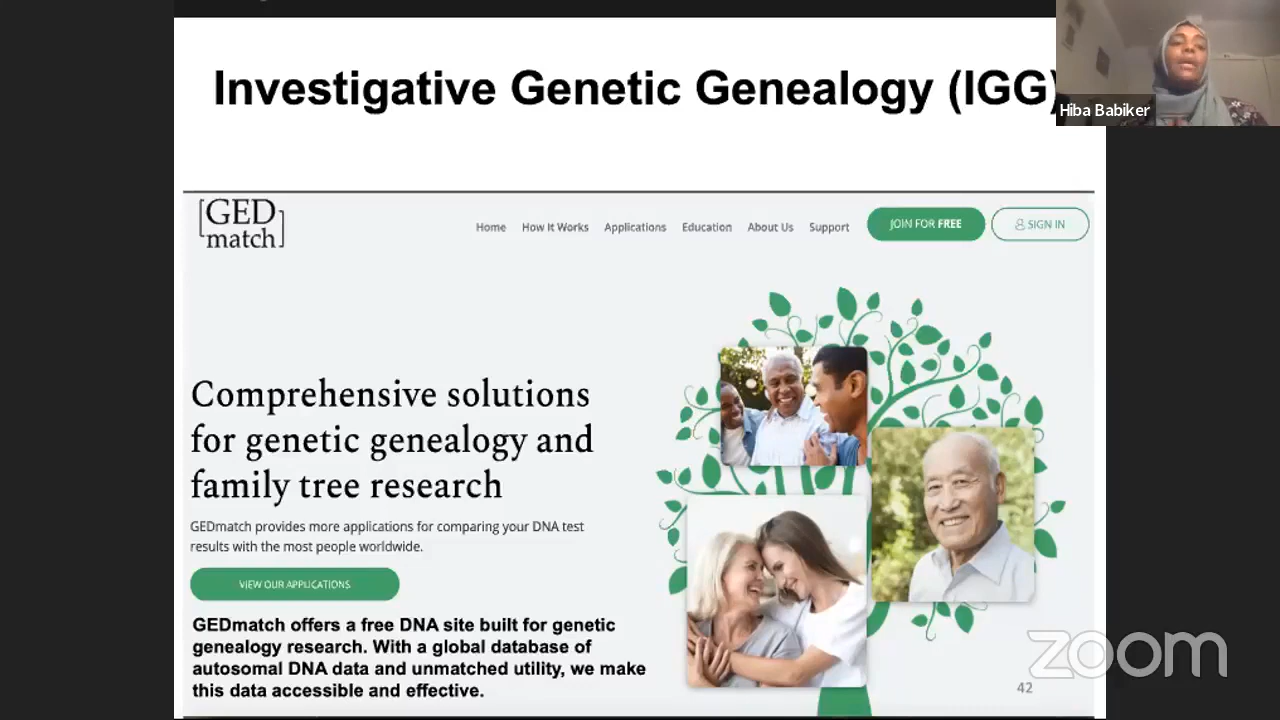 Investigative Genetic Genealogy (IGG)
Hiba Babiker
GED
match
Home How It Works Applications Education About Us Support JOIN FOR FREE SIGN IN
Comprehensive solutions
for genetic genealogy and
family tree research
GEDmatch provides more applications for comparing your DNA test
results with the most people worldwide.
VIEW OUR APPLICATIONS
GEDmatch offers a free DNA site built for genetic
genealogy research. With a global database of
autosomal DNA data and unmatched utility, we make
this data accessible and effective.
zoom
42